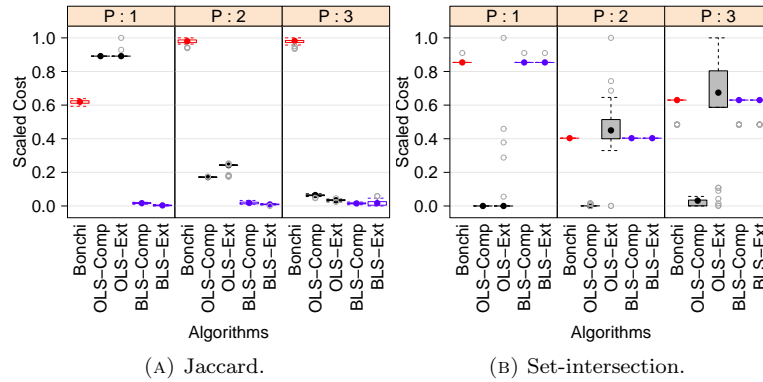 P : 1
P : 2
P : 3
Scaled Cost
1.0
0.8
0.6
0.4
0.2
0.0
Bonchi
OLS−Comp
OLS−Ext
BLS−Comp
BLS−Ext
Bonchi
OLS−Comp
OLS−Ext
BLS−Comp
BLS−Ext
Bonchi
OLS−Comp
OLS−Ext
BLS−Comp
BLS−Ext
Algorithms
(A) Jaccard.
P : 1
P : 2
P : 3
Scaled Cost
1.0
0.8
0.6
0.4
0.2
0.0
Bonchi
OLS−Comp
OLS−Ext
BLS−Comp
BLS−Ext
Bonchi
OLS−Comp
OLS−Ext
BLS−Comp
BLS−Ext
Bonchi
OLS−Comp
OLS−Ext
BLS−Comp
BLS−Ext
Algorithms
(B) Set-intersection.